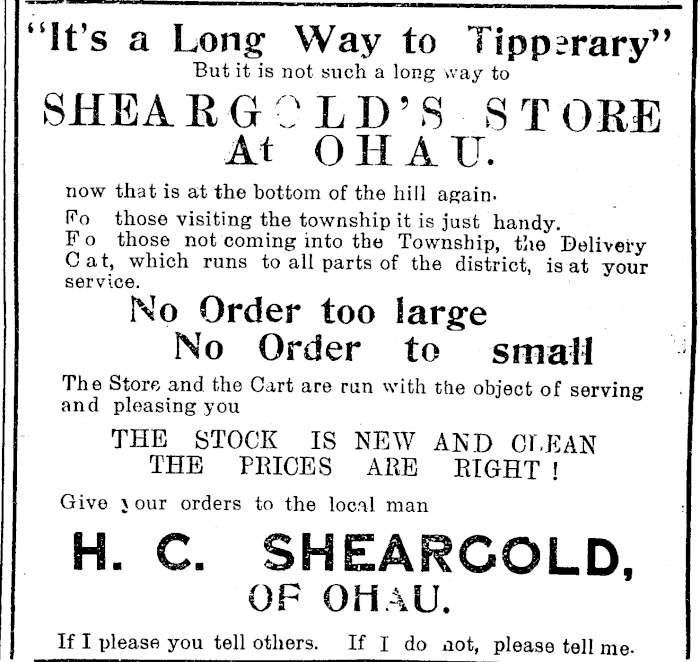 "It's a Long Way to Tipperary"
But it is not such a long way to
SHEARGOLD'S STORE
At OHAU.
now that is at the bottom of the hill again.
Fo those visiting the township it is just handy.
Fo those not coming into the Township, the Delivery
Cat, which runs to all parts of the district, is at your
service.
No Order too large
No Order to small
The Store and the Cart are run with the object of serving
and pleasing you
THE STOCK IS NEW AND CLEAN
THE PRICES ARE RIGHT!
Give your orders to the local man
H. C. SHEARGOLD,
OF OHAU.
If I please you tell others. If I do not, please tell me.